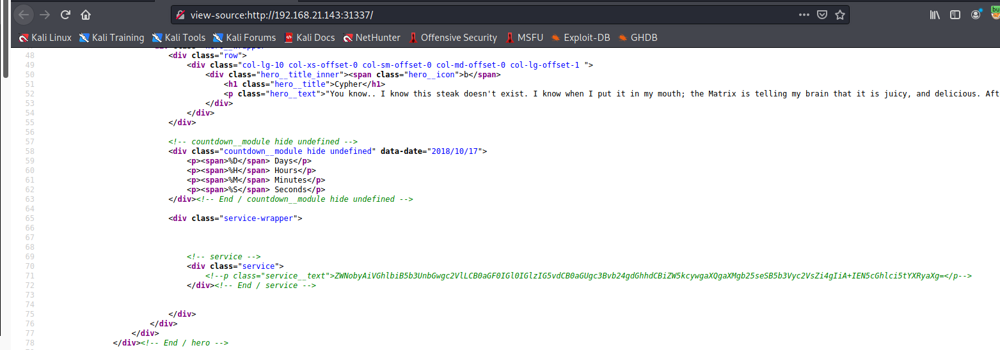 view-source:http://192.168.21.143:31337/
Kali Linux Kali Training Kali Tools Kali Forums Kali Docs NetHunter Offensive Security MSFU Exploit-DB GHDB
48 <div class="row">
49 <div class="col-lg-10 col-xs-offset-0 col-sm-offset-0 col-md-offset-0 col-lg-offset-1 ">
50 <div class="hero__title_inner"><span class="hero__icon">b</span>
51 <h1 class="hero__title">Cypher</h1>
52 <p class="hero__text">"You know.. I know this steak doesn't exist. I know when I put it in my mouth; the Matrix is telling my brain that it is juicy, and delicious. Aft
53 </div>
54 </div>
55 </div>
56
57 <!-- countdown__module hide undefined -->
58 <div class="countdown__module hide undefined" data-date="2018/10/17">
59 <p><span>%D</span> Days</p>
60 <p><span>%H</span> Hours</p>
61 <p><span>%M</span> Minutes</p>
62 <p><span>%S</span> Seconds</p>
63 </div><!-- End / countdown__module hide undefined -->
64
65 <div class="service-wrapper">
66
67
68
69 <!-- service -->
70 <div class="service">
71 <!--p class="service__text">ZWNobyAiVGhlbiB5b3UnbGwgc2VlLCB0aGF0IGl0IGlzIG5vdCB0aGUgc3Bvb24gdGhhdCBiZW5kcywgaXQgaXMgb25seSB5b3Vyc2VsZi4gIiA+IEN5cGhlci5tYXRyaXg=</p-->
72 </div><!-- End / service -->
73
74
75 </div>
76 </div>
77 </div>
78 </div><!-- End / hero -->